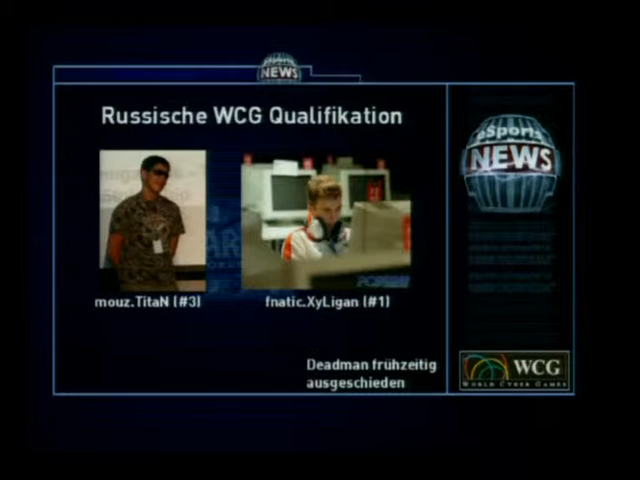 NEWS
Russische WCG Qualifikation
eSports
NEWS
mouz.TitaN (#3)
fnatic.XyLigan (#1)
Deadman frühzeitig
ausgeschieden
WCG
WORLD CYBER GAMES